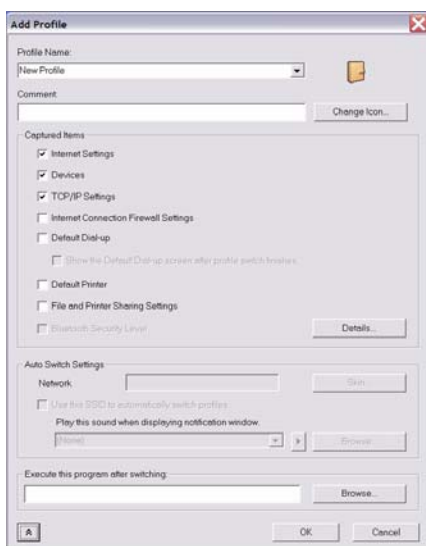 Add Profile
Profile Name:
New Profile
Comment:
Change Icon...
Captured Items
Internet Settings
Devices
TCP/IP Settings
Internet Connection Firewall Settings
Default Dial-up
Show the Default Dial-up screen after profile switch finishes.
Default Printer
File and Printer Sharing Settings
Bluetooth Security Level
Details...
Auto Switch Settings
Network
Use this SSID to automatically switch profiles.
Play this sound when displaying notification window.
(None)
Browse...
Execute this program after switching:
Browse...
OK
Cancel